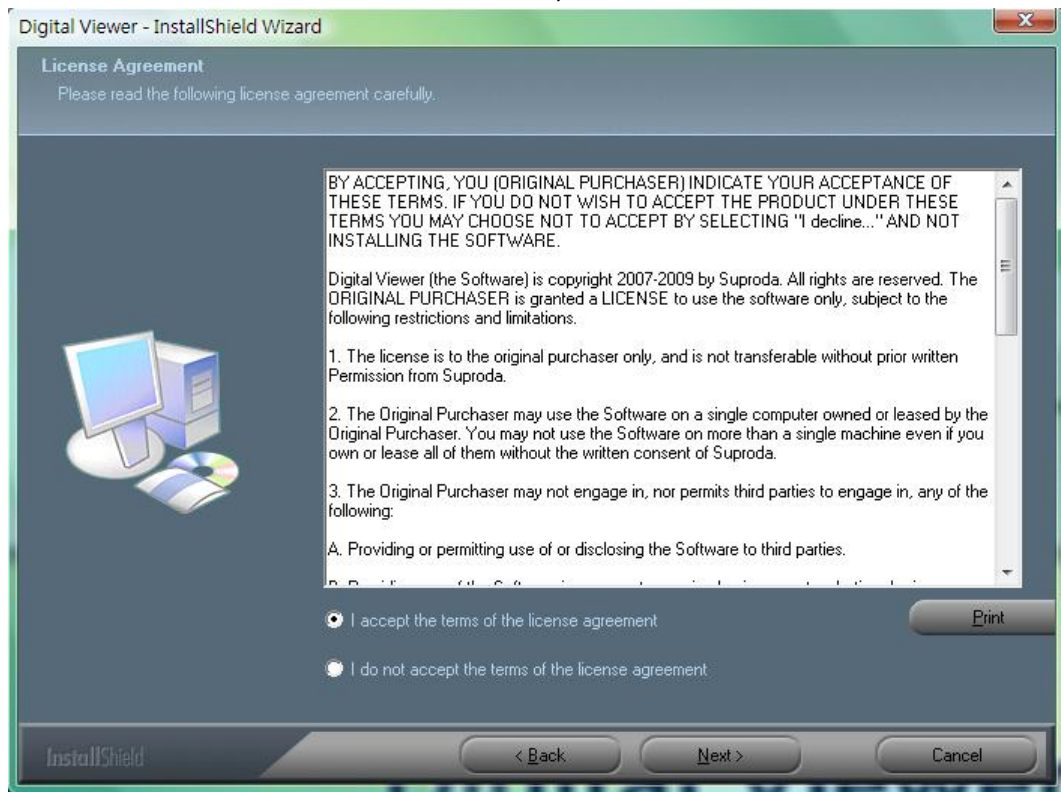 Digital Viewer - InstallShield Wizard
License Agreement
Please read the following license agreement carefully.
BY ACCEPTING, YOU (ORIGINAL PURCHASER) INDICATE YOUR ACCEPTANCE OF
THESE TERMS. IF YOU DO NOT WISH TO ACCEPT THE PRODUCT UNDER THESE
TERMS YOU MAY CHOOSE NOT TO ACCEPT BY SELECTING "I decline..." AND NOT
INSTALLING THE SOFTWARE.
Digital Viewer (the Software) is copyright 2007-2009 by Suproda. All rights are reserved. The
ORIGINAL PURCHASER is granted a LICENSE to use the software only, subject to the
following restrictions and limitations.
1. The license is to the original purchaser only, and is not transferable without prior written
Permission from Suproda.
2. The Original Purchaser may use the Software on a single computer owned or leased by the
Original Purchaser. You may not use the Software on more than a single machine even if you
own or lease all of them without the written consent of Suproda.
3. The Original Purchaser may not engage in, nor permits third parties to engage in, any of the
following:
A. Providing or permitting use of or disclosing the Software to third parties.
I accept the terms of the license agreement
Print
I do not accept the terms of the license agreement
InstallShield
< Back
Next >
Cancel